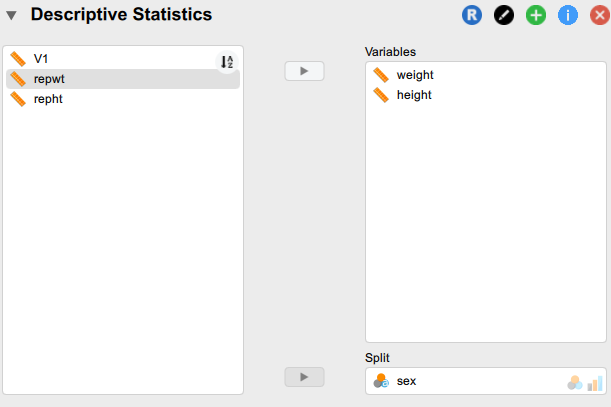 Descriptive Statistics
R
i
V1
A
Z
repwt
repht
Variables
weight
height
Split
sex